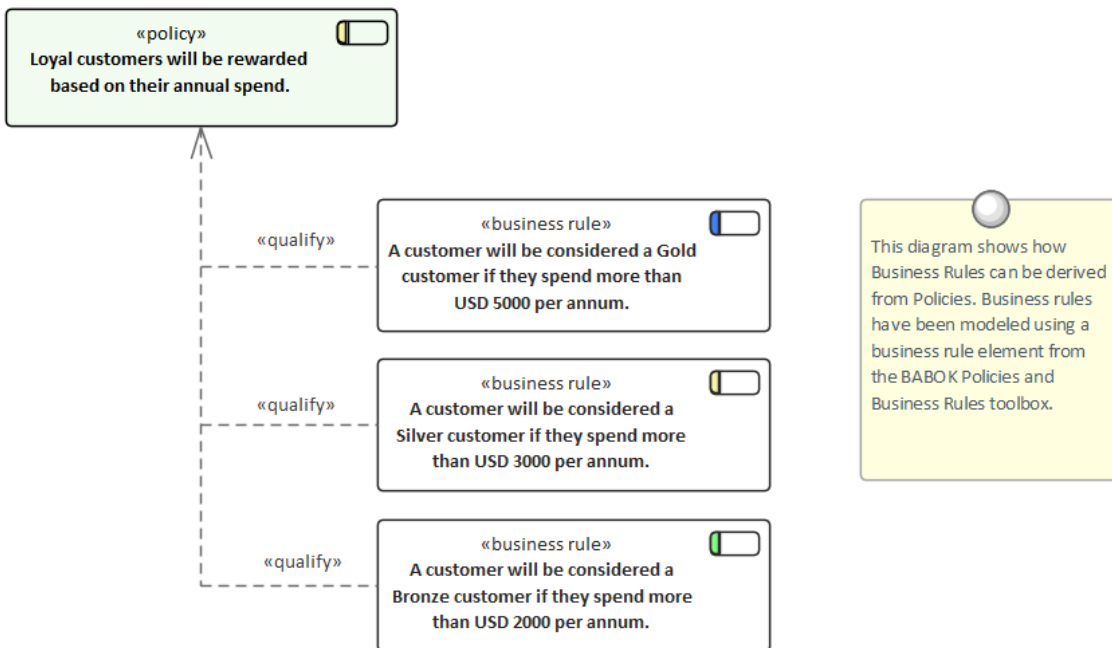 «policy»
Loyal customers will be rewarded
based on their annual spend.
«qualify»
«business rule»
A customer will be considered a Gold
customer if they spend more than
USD 5000 per annum.
«qualify»
«business rule»
A customer will be considered a
Silver customer if they spend more
than USD 3000 per annum.
«qualify»
«business rule»
A customer will be considered a
Bronze customer if they spend more
than USD 2000 per annum.
This diagram shows how
Business Rules can be derived
from Policies. Business rules
have been modeled using a
business rule element from
the BABOK Policies and
Business Rules toolbox.